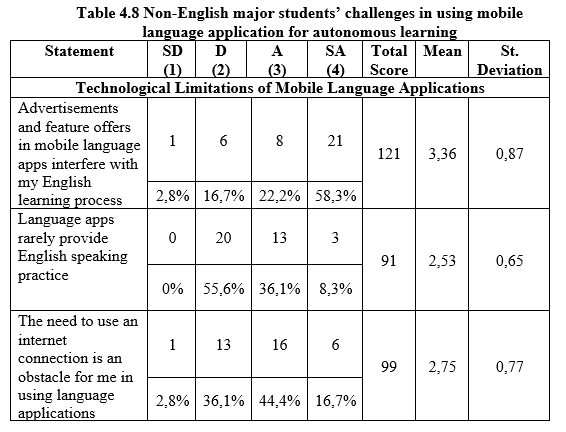 Table 4.8 Non-English major students’ challenges in using mobile
language application for autonomous learning
Statement SD D A SA Total Mean St.
(1) (2) (3) (4) Score Deviation
Technological Limitations of Mobile Language Applications
Advertisements
and feature offers
in mobile language
apps interfere with
my English
learning process
1 6 8 21 121 3,36 0,87
2,8% 16,7% 22,2% 58,3%
Language apps
rarely provide
English speaking
practice
0 20 13 3 91 2,53 0,65
0% 55,6% 36,1% 8,3%
The need to use an
internet
connection is an
obstacle for me in
using language
applications
1 13 16 6 99 2,75 0,77
2,8% 36,1% 44,4% 16,7%